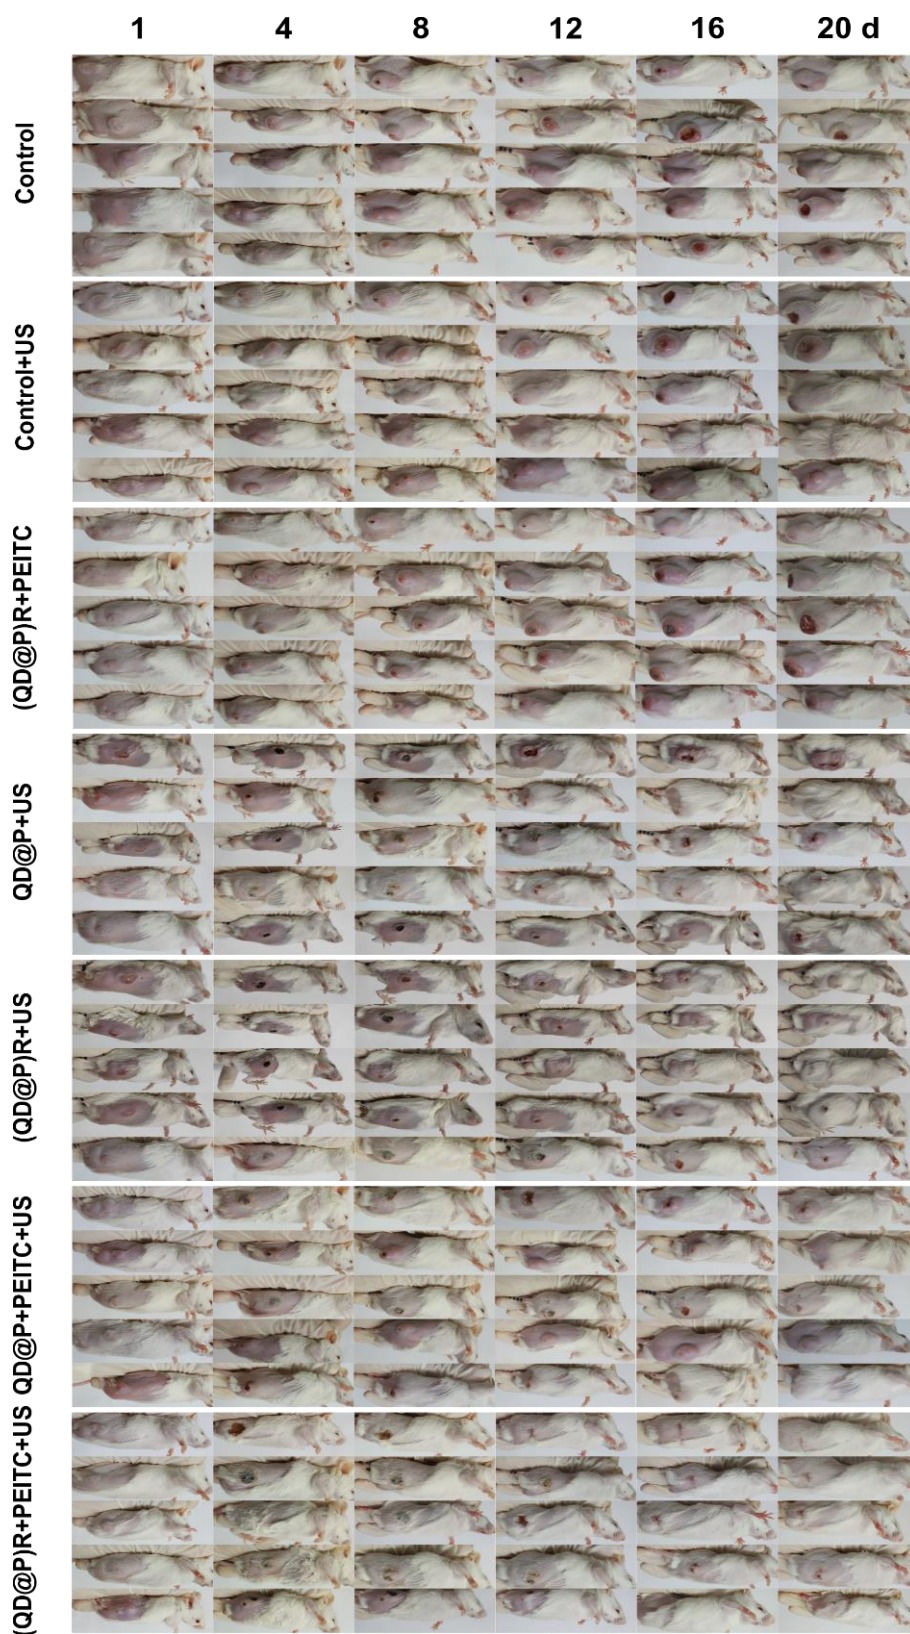 1 4 8 12 16 20 d
Control
Control+US
(QD@P)R+PEITC
QD@P+US
(QD@P)R+US
QD@P+PEITC+US
(QD@P)R+PEITC+US